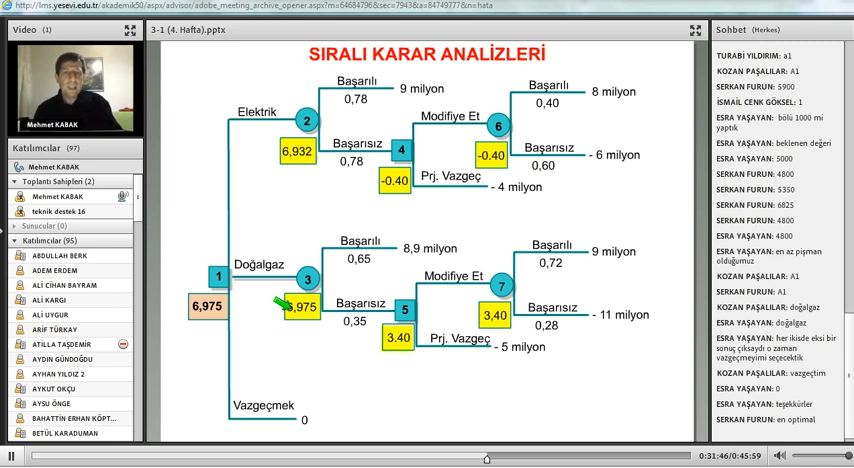 http://lms.yesevi.edu.tr/akademik50/aspx/advisor/adobe_meeting_archive_opener.aspx?m=64684796&sec=7943&a=84749777&n=hata
Video (1)
Mehmet KABAK
Katılımcılar (97)
Mehmet KABAK
Toplantı Sahipleri (2)
Mehmet KABAK
teknik destek 16
Sunucular (0)
Katılımcılar (95)
ABDULLAH BERK
ADEM ERDEM
ALİ CİHAN BAYRAM
ALİ KARGI
ALİ UYGUR
ARİF TÜRKAY
ATİLLA TAŞDEMİR
AYDIN GÜNDOĞDU
AYHAN YILDIZ 2
AYKUT OKÇU
AYSU ÖNGE
BAHATTİN ERHAN KÖPT...
BETÜL KARADUMAN
3-1 (4. Hafta).pptx
SIRALI KARAR ANALİZLERİ
Elektrik
2
6,932
Başarılı
0,78
9 milyon
Başarısız
0,78
4
-0.40
Modifiye Et
6
-0.40
Başarılı
0,40
8 milyon
Başarısız
0,60
- 6 milyon
Prj. Vazgeç
- 4 milyon
1
6,975
Doğalgaz
3
6,975
Başarılı
0,65
8,9 milyon
Başarısız
0,35
5
3.40
Modifiye Et
7
3,40
Başarılı
0,72
9 milyon
Başarısız
0,28
- 11 milyon
Prj. Vazgeç
- 5 milyon
Vazgeçmek
0
Sohbet (Herkes)
TURABİ YILDIRIM: a1
KOZAN PAŞALILAR: A1
SERKAN FURUN: 5900
İSMAİL CENK GÖKSEL: 1
ESRA YAŞAYAN: bölü 1000 mi
yaptık
ESRA YAŞAYAN: beklenen değeri
ESRA YAŞAYAN: 5000
SERKAN FURUN: 4800
SERKAN FURUN: 5350
SERKAN FURUN: 6825
SERKAN FURUN: 4800
ESRA YAŞAYAN: 4800
ESRA YAŞAYAN: en az pişman
olduğumuz
KOZAN PAŞALILAR: A1
SERKAN FURUN: A1
KOZAN PAŞALILAR: doğalgaz
ESRA YAŞAYAN: doğalgaz
ESRA YAŞAYAN: her ikisde eksi bir
sonuç çıksaydı o zaman
vazgeçmeyimi seçecektik
KOZAN PAŞALILAR: vazgeçtim
ESRA YAŞAYAN: 0
ESRA YAŞAYAN: teşekkürler
SERKAN FURUN: en optimal
0:31:46/0:45:59